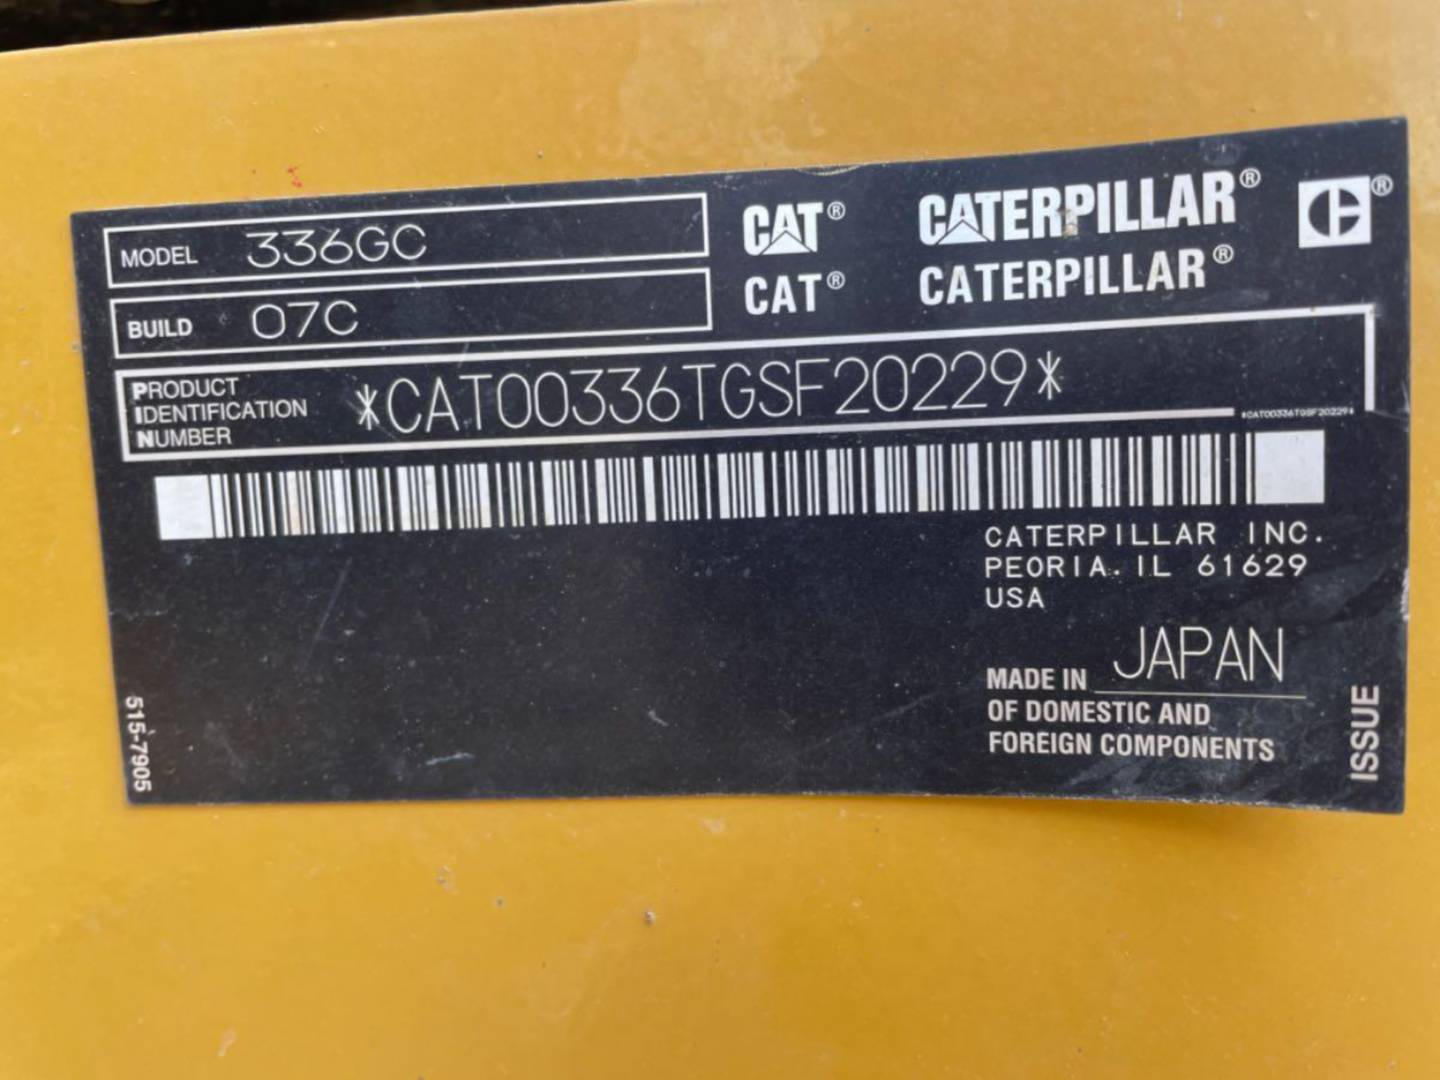 MODEL 336GC
CAT® CATERPILLAR® ®
BUILD 07C
CAT® CATERPILLAR®
PRODUCT
IDENTIFICATION
NUMBER
*CAT00336TGSF20229*
*CAT00336TGSF20229*
CATERPILLAR INC.
PEORIA. IL 61629
USA
MADE IN JAPAN
OF DOMESTIC AND
FOREIGN COMPONENTS
515-7905
ISSUE